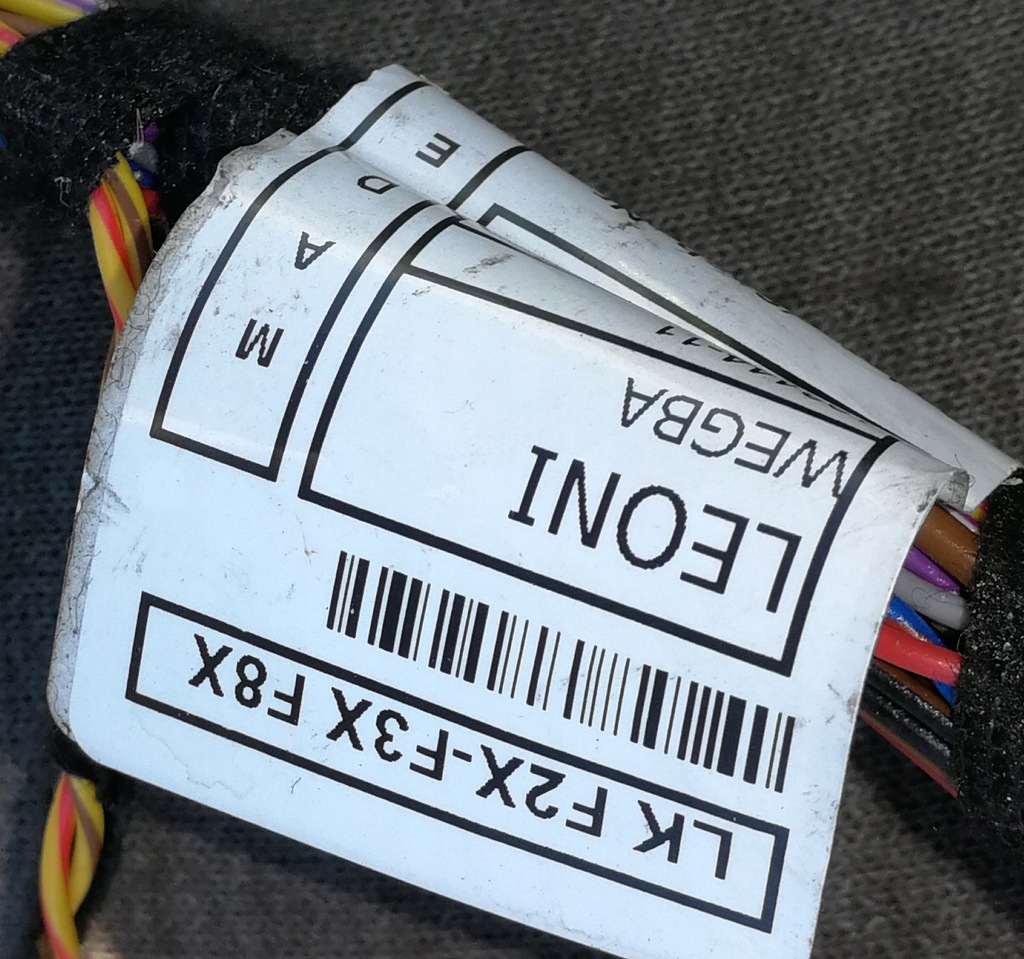 LK F2X-F3X F8X
LEONI
WEGBA
M A D E